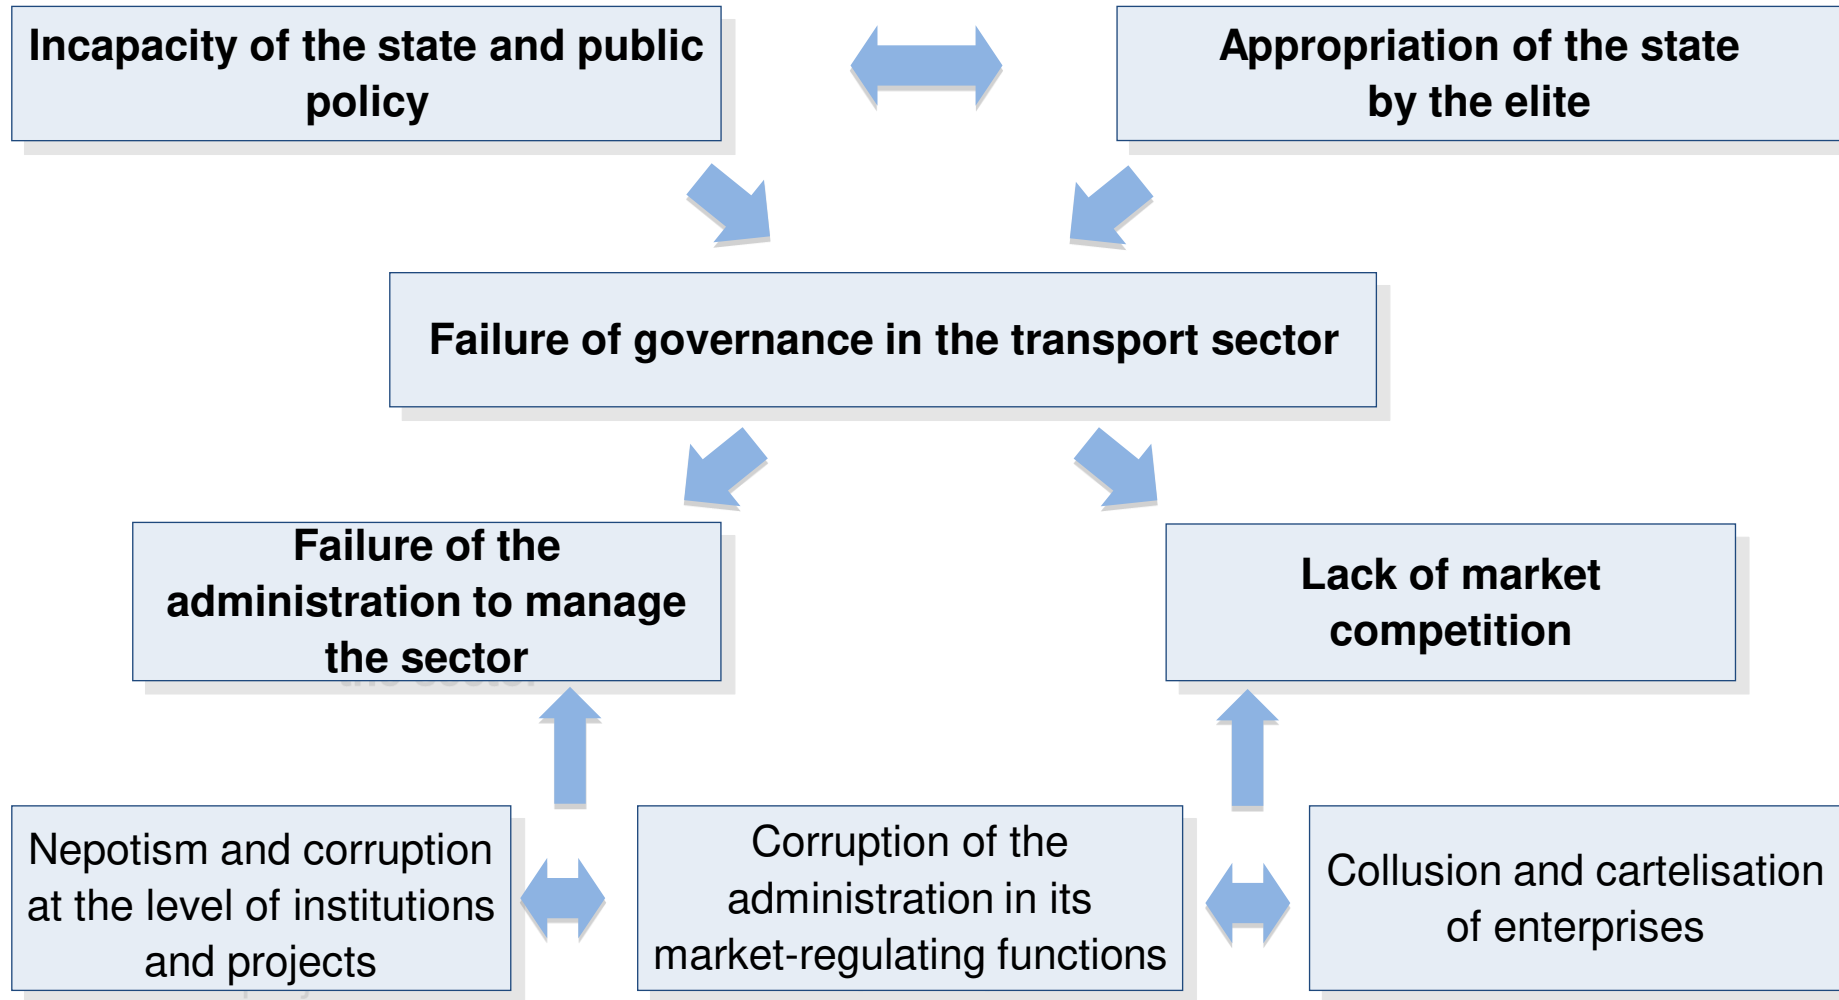 Incapacity of the state and public
policy
Appropriation of the state
by the elite
Failure of governance in the transport sector
Failure of the
administration to manage
the sector
Lack of market
competition
Nepotism and corruption
at the level of institutions
and projects
Corruption of the
administration in its
market-regulating functions
Collusion and cartelisation
of enterprises